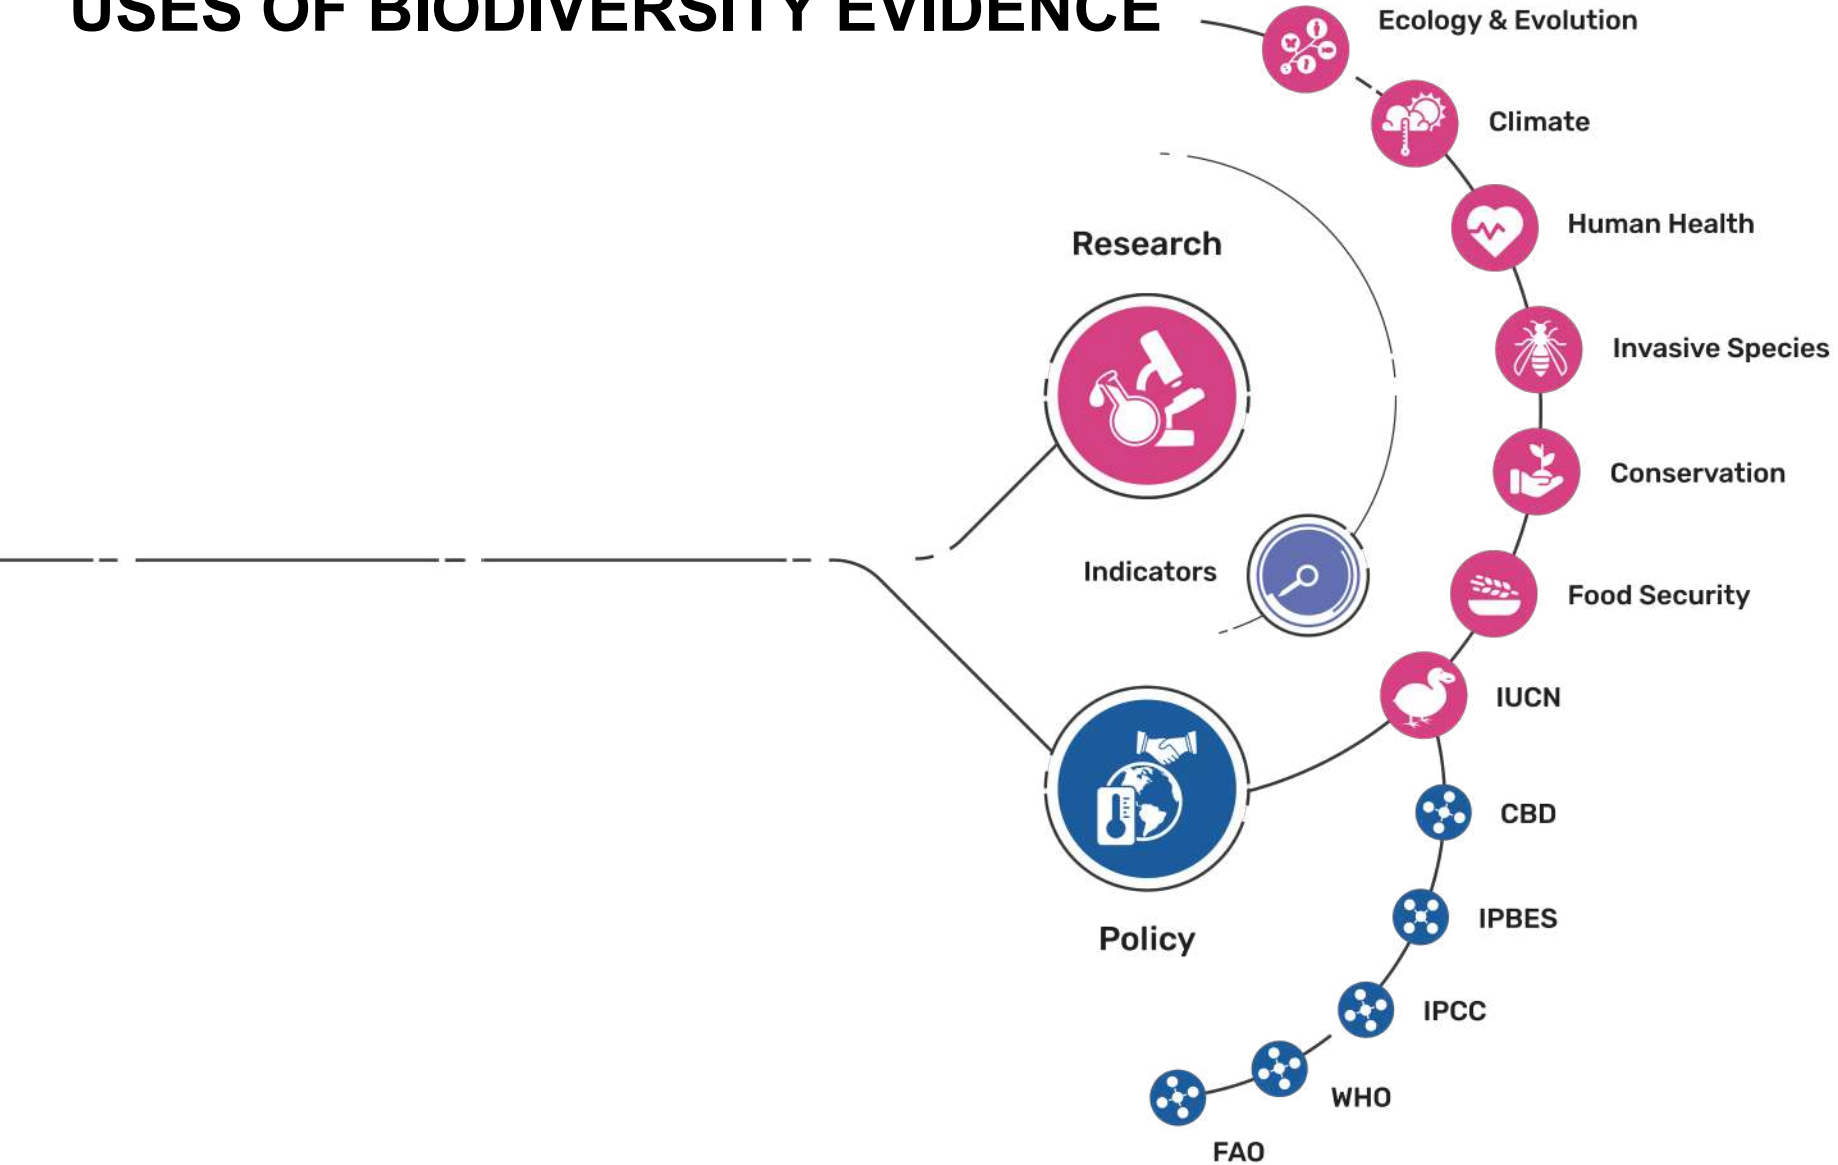 USES OF BIODIVERSITY EVIDENCE
Ecology & Evolution
Climate
Human Health
Research
Invasive Species
Conservation
Indicators
Food Security
IUCN
CBD
IPBES
Policy
IPCC
WHO
FAO